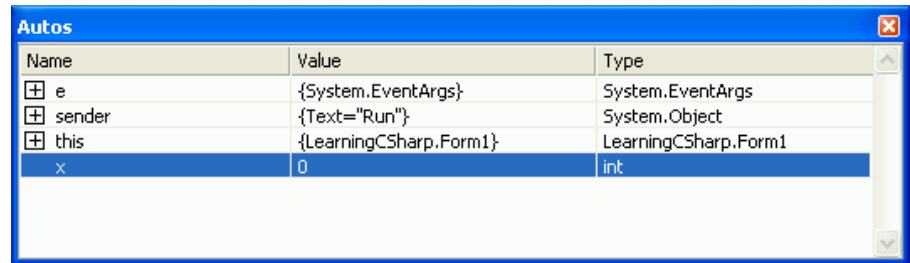 Autos
Name Value Type
e {System.EventArgs} System.EventArgs
sender {Text="Run"} System.Object
this {LearningCSharp.Form1} LearningCSharp.Form1
x 0 int